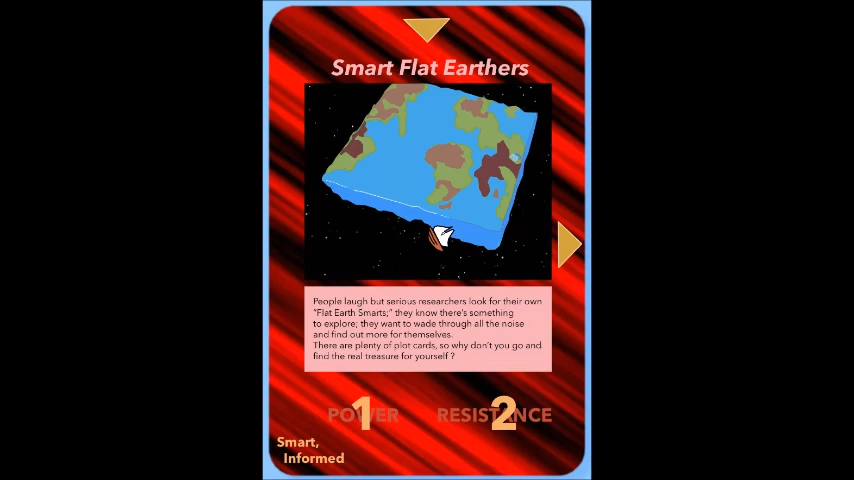 Smart Flat Earthers
People laugh but serious researchers look for their own
“Flat Earth Smarts;” they know there’s something
to explore; they want to wade through all the noise
and find out more for themselves.
There are plenty of plot cards, so why don’t you go and
find the real treasure for yourself ?
POWER 1 RESISTANCE 2
Smart,
Informed